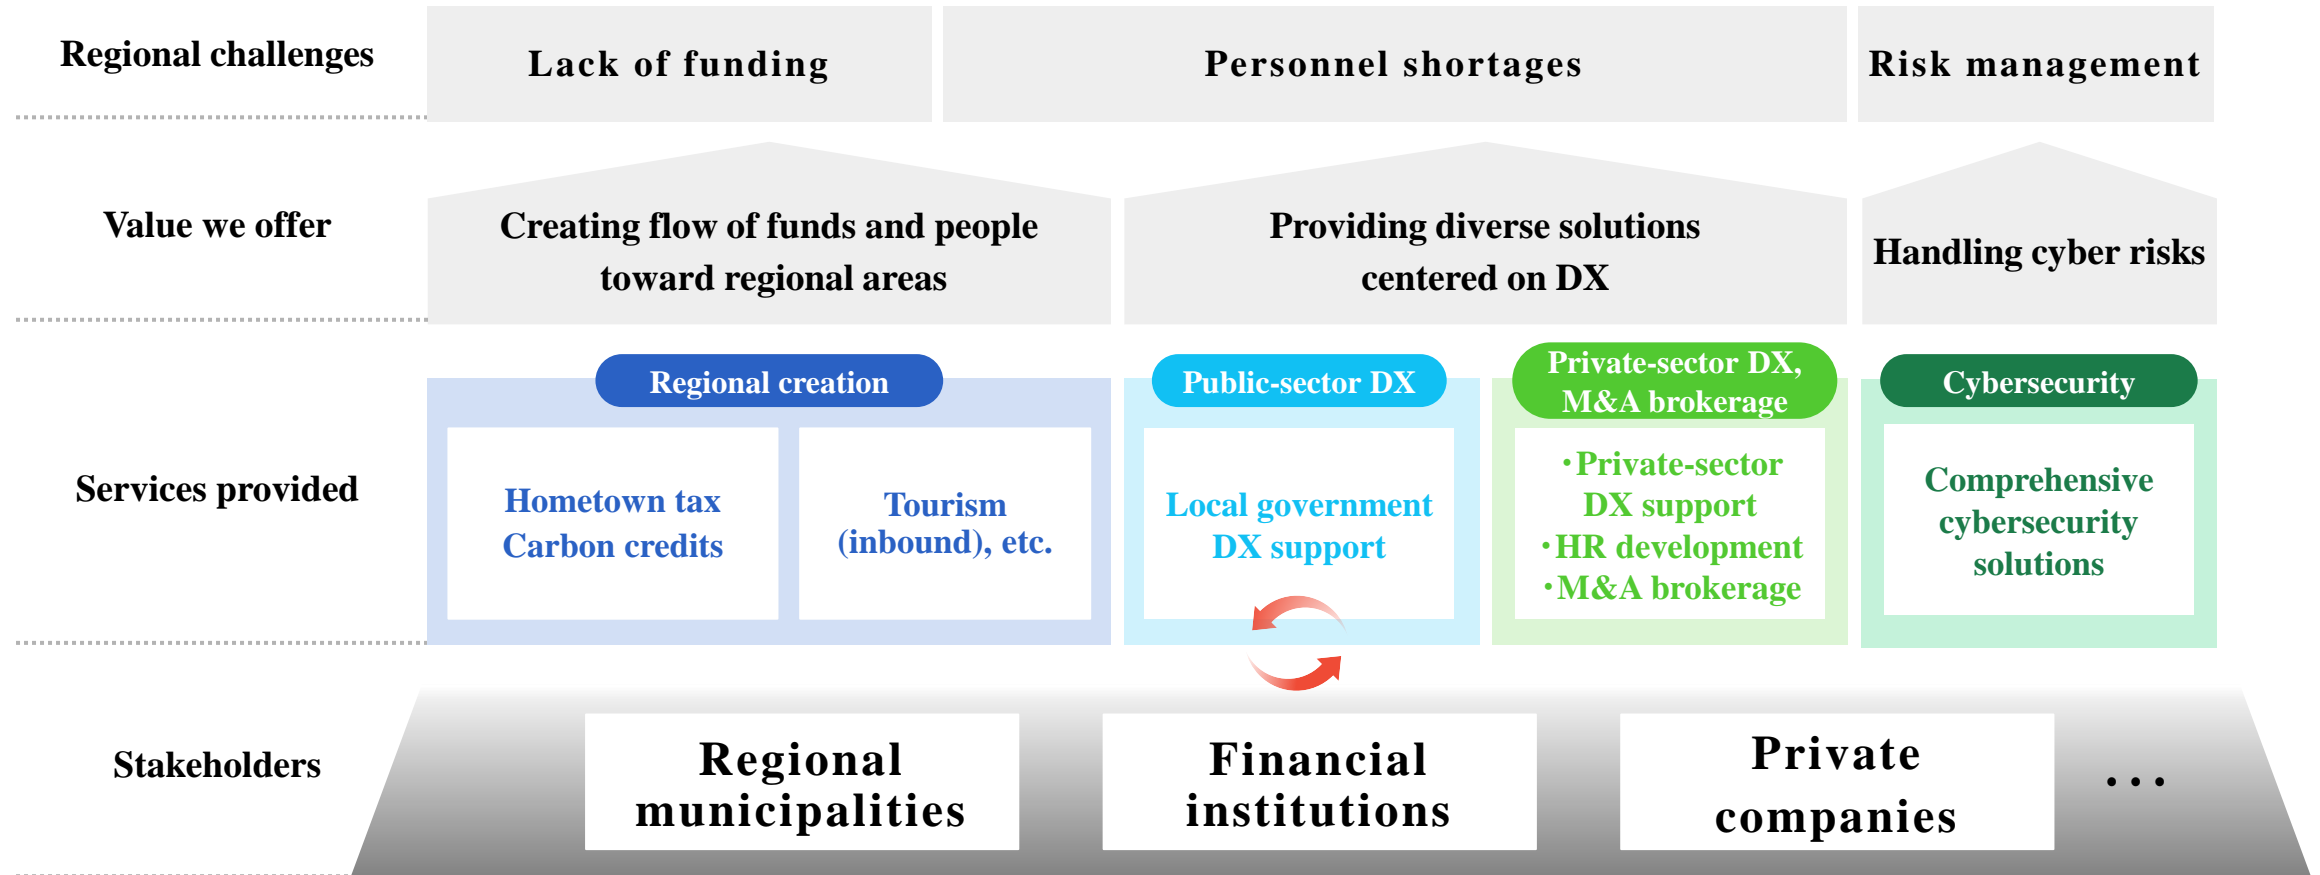 Regional challenges
Lack of funding
Personnel shortages
Risk management
Value we offer
Creating flow of funds and people
toward regional areas
Providing diverse solutions
centered on DX
Handling cyber risks
Services provided
Regional creation
Hometown tax
Carbon credits
Tourism
(inbound), etc.
Public-sector DX
Local government
DX support
Private-sector DX,
M&A brokerage
・Private-sector
DX support
・HR development
・M&A brokerage
Cybersecurity
Comprehensive
cybersecurity
solutions
Stakeholders
Regional
municipalities
Financial
institutions
Private
companies
...